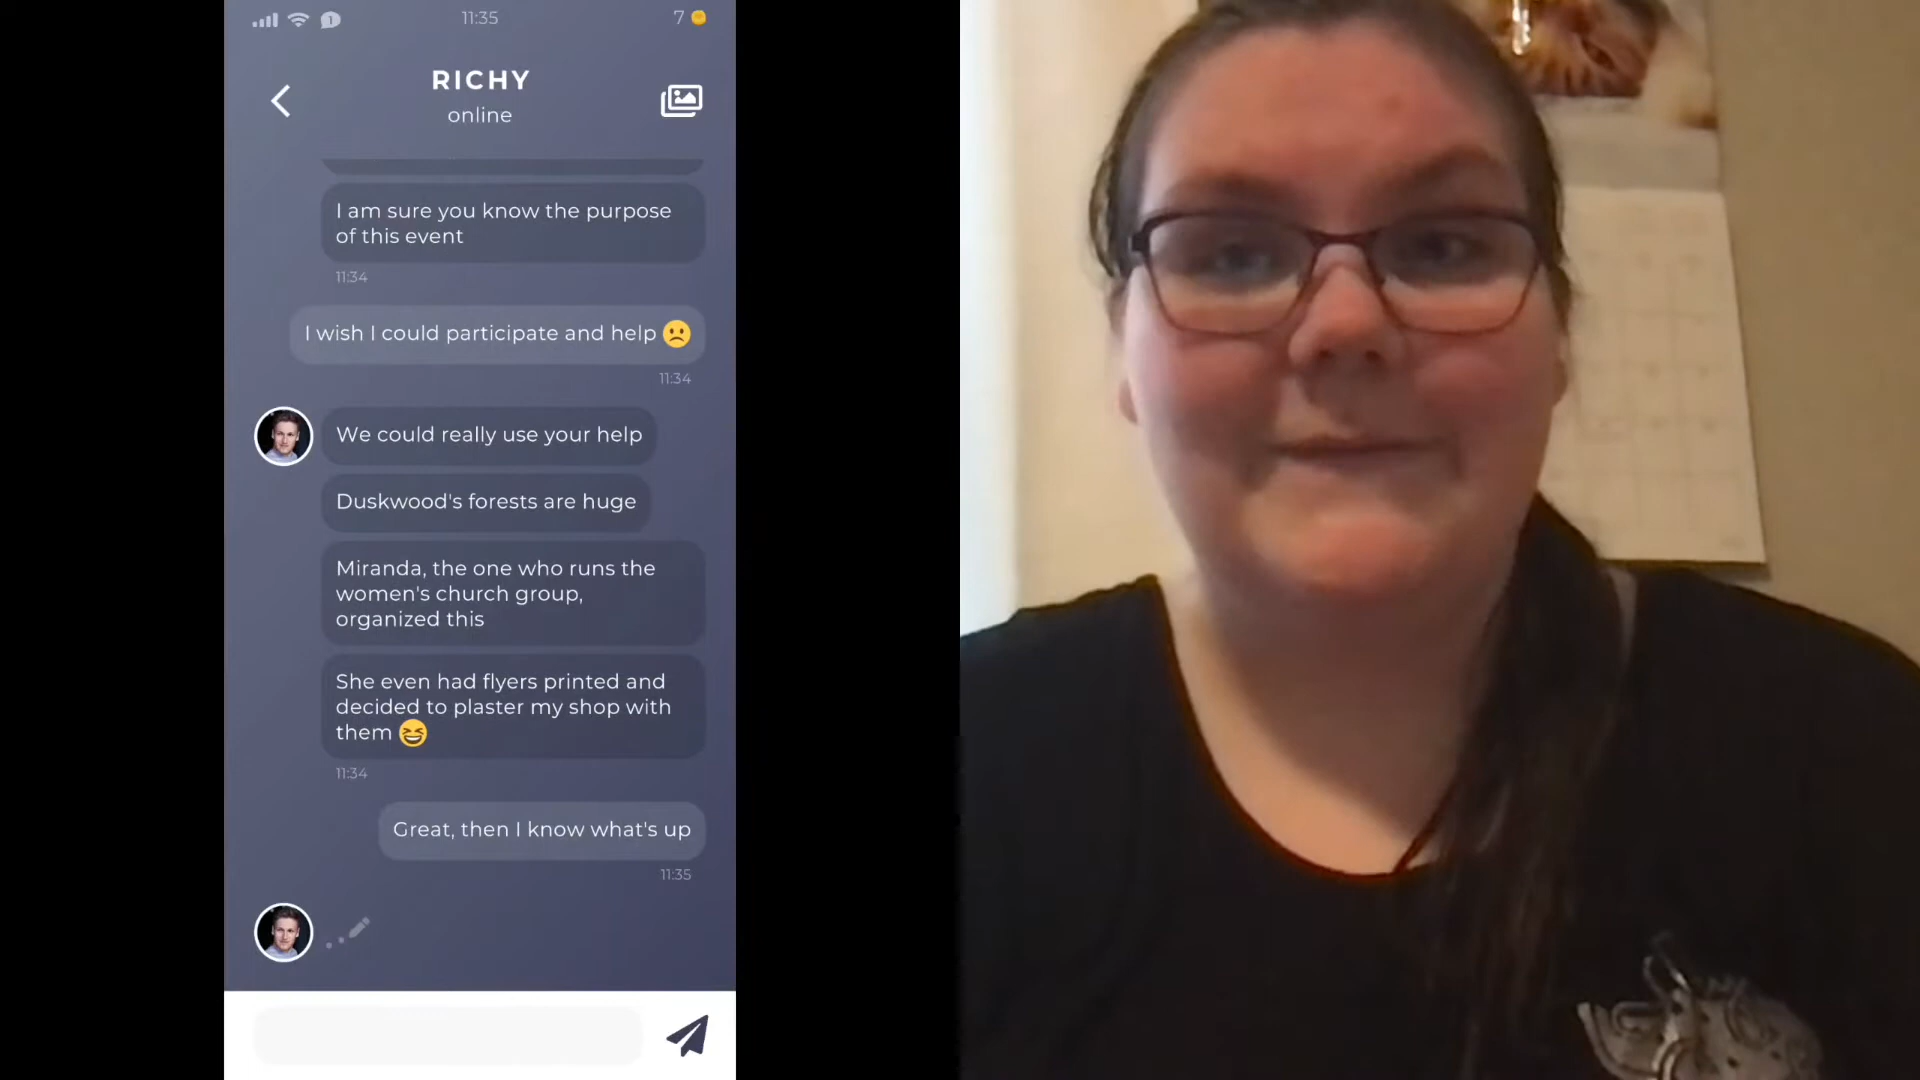 11:35
7
1
RICHY
online
I am sure you know the purpose
of this event
11:34
I wish I could participate and help 🙁
11:34
We could really use your help
Duskwood's forests are huge
Miranda, the one who runs the
women's church group,
organized this
She even had flyers printed and
decided to plaster my shop with
them 😆
11:34
Great, then I know what's up
11:35